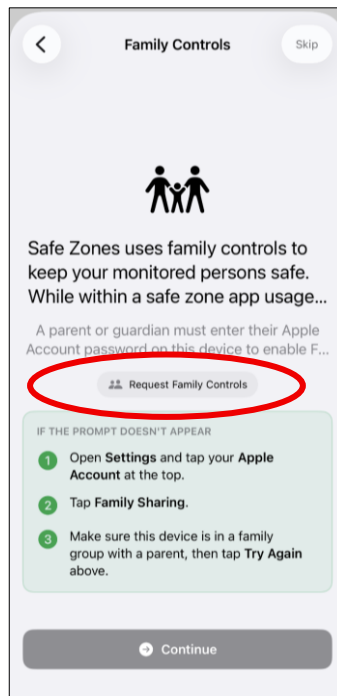 Family Controls
Skip
Safe Zones uses family controls to
keep your monitored persons safe.
While within a safe zone app usage...
A parent or guardian must enter their Apple
Account password on this device to enable F...
Request Family Controls
IF THE PROMPT DOESN'T APPEAR
1 Open Settings and tap your Apple
Account at the top.
2 Tap Family Sharing.
3 Make sure this device is in a family
group with a parent, then tap Try Again
above.
Continue